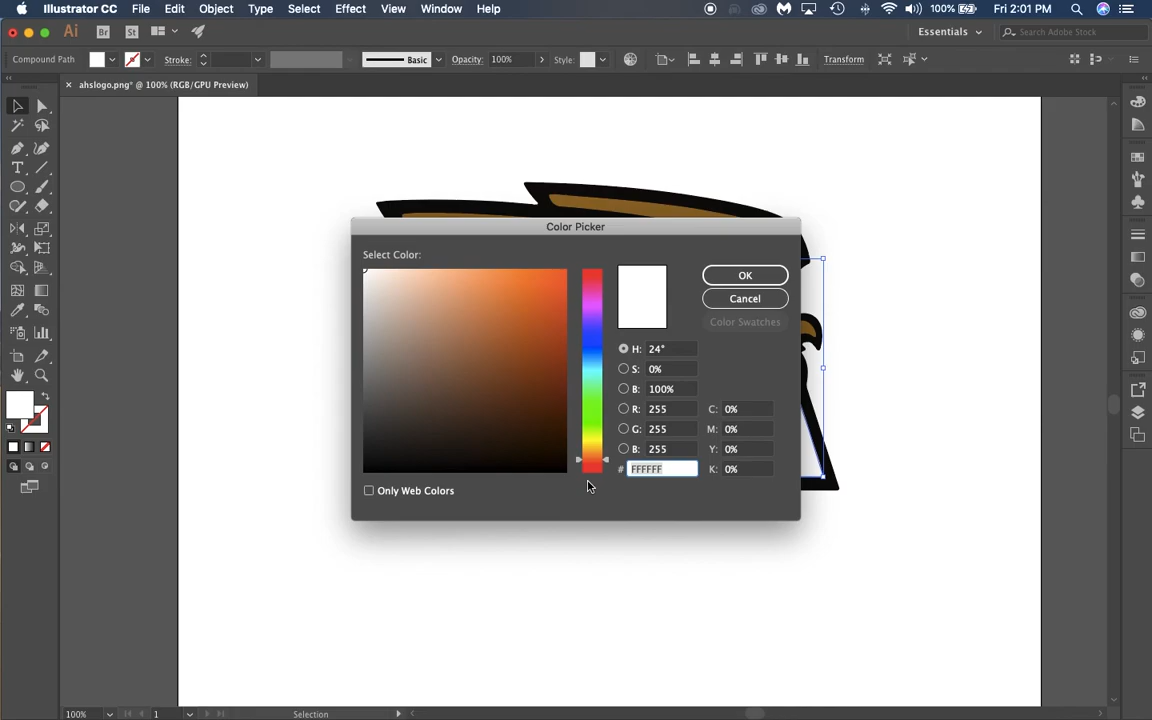 Illustrator CC File Edit Object Type Select Effect View Window Help 100% Fri 2:01 PM
Ai Br St Essentials Search Adobe Stock
Compound Path Stroke: Basic Opacity: 100% Style: Transform
× ahslogo.png* @ 100% (RGB/GPU Preview)
Color Picker
Select Color:
OK
Cancel
Color Swatches
H: 24°
S: 0%
B: 100%
R: 255 C: 0%
G: 255 M: 0%
B: 255 Y: 0%
# FFFFFF K: 0%
Only Web Colors
100% 1 Selection